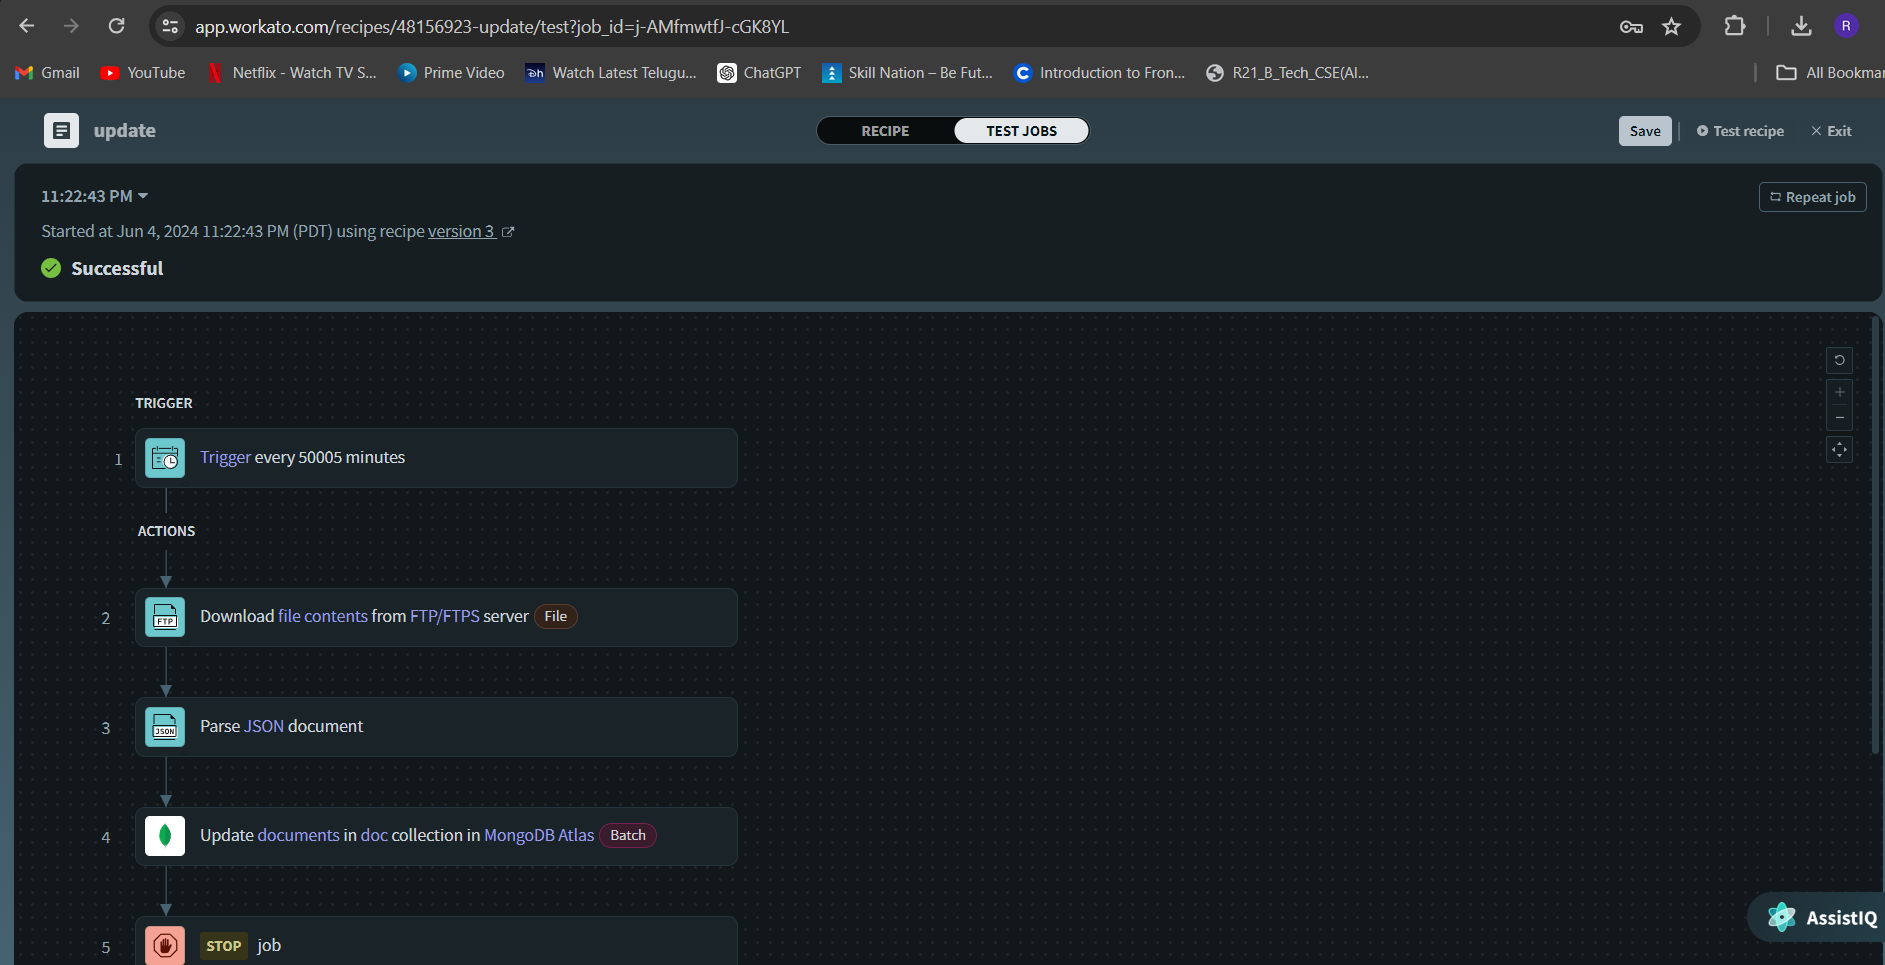 app.workato.com/recipes/48156923-update/test?job_id=j-AMfmwtfJ-cGK8YL
R
Gmail YouTube Netflix - Watch TV S... Prime Video Watch Latest Telugu... ChatGPT Skill Nation – Be Fut... Introduction to Fron... R21_B_Tech_CSE(AI... All Bookmar
update RECIPE TEST JOBS Save Test recipe Exit
11:22:43 PM Repeat job
Started at Jun 4, 2024 11:22:43 PM (PDT) using recipe version 3
Successful
TRIGGER
1 Trigger every 50005 minutes
ACTIONS
2 FTP Download file contents from FTP/FTPS server File
3 JSON Parse JSON document
4 Update documents in doc collection in MongoDB Atlas Batch
AssistIQ
5 STOP job